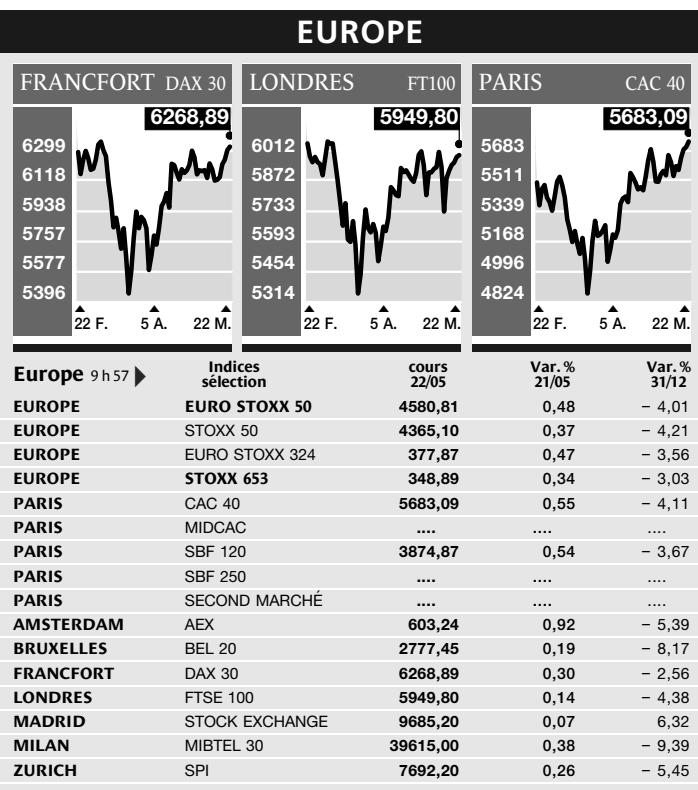 EUROPE
FRANCFORT DAX 30
6268,89
6299
6118
5938
5757
5577
5396
22 F. 5 A. 22 M.
LONDRES FT100
5949,80
6012
5872
5733
5593
5454
5314
22 F. 5 A. 22 M.
PARIS CAC 40
5683,09
5683
5511
5339
5168
4996
4824
22 F. 5 A. 22 M.
Europe 9 h 57 Indices sélection cours 22/05 Var. % 21/05 Var. % 31/12
EUROPE EURO STOXX 50 4580,81 0,48 – 4,01
EUROPE STOXX 50 4365,10 0,37 – 4,21
EUROPE EURO STOXX 324 377,87 0,47 – 3,56
EUROPE STOXX 653 348,89 0,34 – 3,03
PARIS CAC 40 5683,09 0,55 – 4,11
PARIS MIDCAC .... .... ....
PARIS SBF 120 3874,87 0,54 – 3,67
PARIS SBF 250 .... .... ....
PARIS SECOND MARCHÉ .... .... ....
AMSTERDAM AEX 603,24 0,92 – 5,39
BRUXELLES BEL 20 2777,45 0,19 – 8,17
FRANCFORT DAX 30 6268,89 0,30 – 2,56
LONDRES FTSE 100 5949,80 0,14 – 4,38
MADRID STOCK EXCHANGE 9685,20 0,07 6,32
MILAN MIBTEL 30 39615,00 0,38 – 9,39
ZURICH SPI 7692,20 0,26 – 5,45